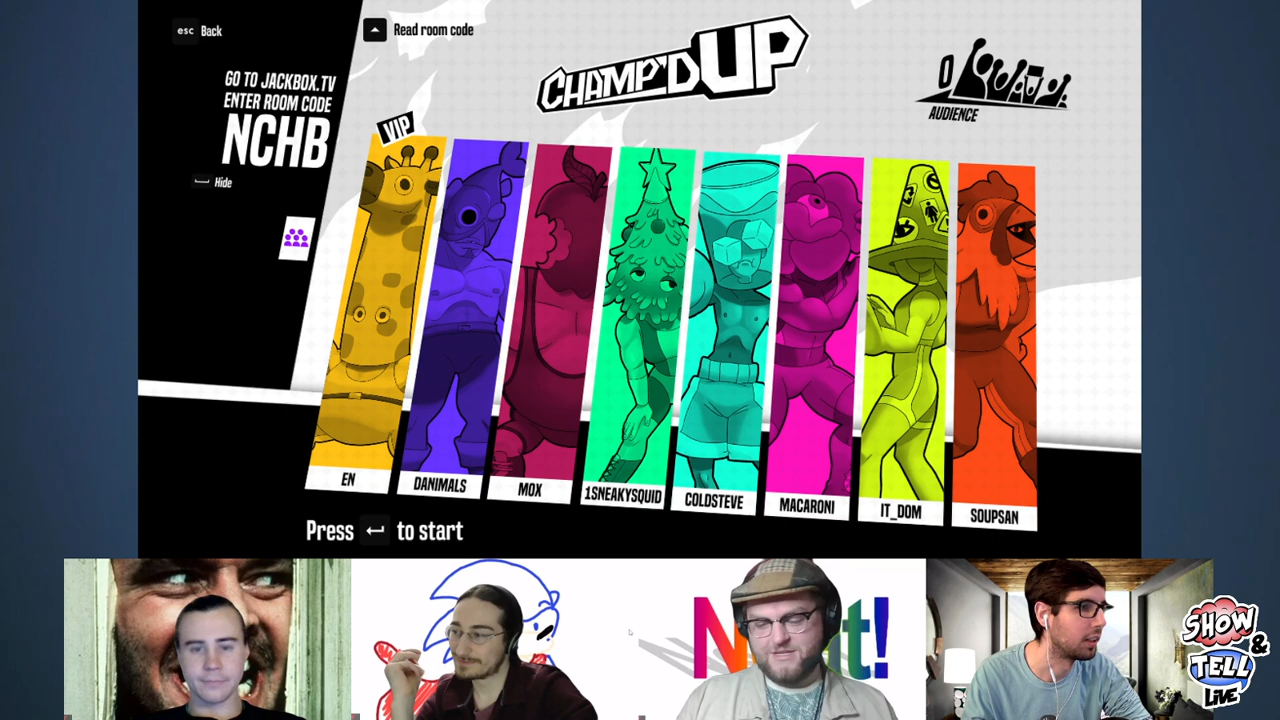 esc Back
Read room code
CHAMP'D UP
GO TO JACKBOX.TV
ENTER ROOM CODE
NCHB
Hide
AUDIENCE
VIP
EN
DANIMALS
MOX
1SNEAKYSQUID
COLDSTEVE
MACARONI
IT_DOM
SOUPSAN
Press ↵ to start
SHOW
&
TELL
LIVE